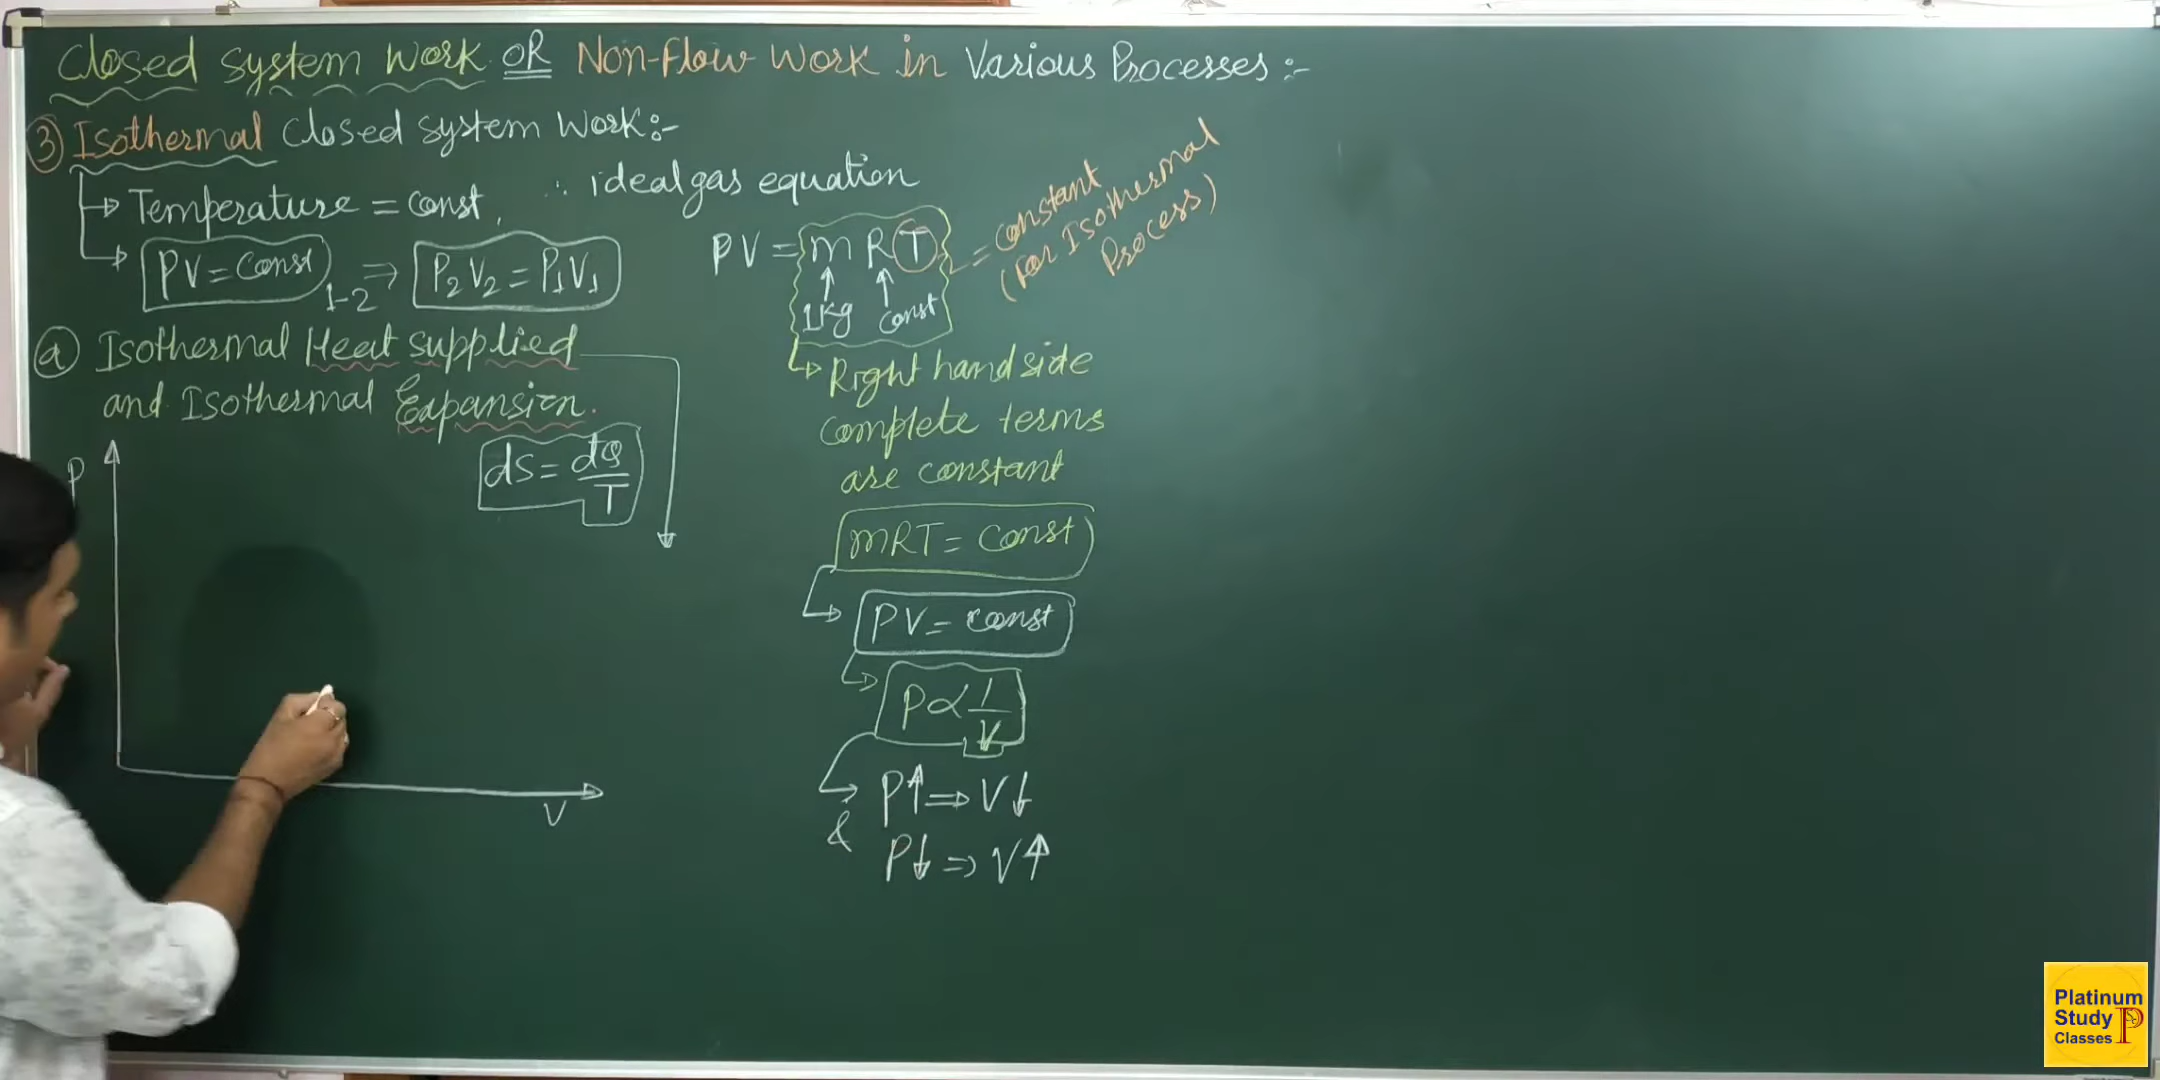 Closed system Work OR Non-Flow Work in Various Processes :-
③ Isothermal Closed system Work:-
→ Temperature = const,
→ PV = Const 1-2 ⇒ P₂V₂ = P₁V₁
ⓐ Isothermal Heat supplied
and Isothermal Expansion.
dS = dQ/T
P
V
∴ ideal gas equation
PV = m R T = constant
(For Isothermal
Process)
↑ ↑
1Kg const
↳ Right hand side
complete terms
are constant
mRT = Const
↳ PV = const
↳ P ∝ 1/V
→ P↑ ⇒ V↓
&
P↓ ⇒ V↑
Platinum
Study
Classes